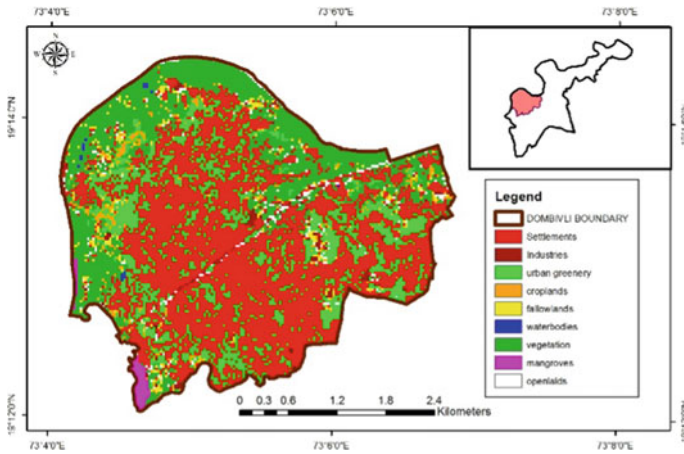 73°4'0"E 73°6'0"E 73°8'0"E
N
W E
S
19°14'0"N
Legend
DOMBIVLI BOUNDARY
Settlements
Industries
urban greenery
croplands
fallowlands
waterbodies
vegetation
mangroves
openlalds
0 0.3 0.6 1.2 1.8 2.4
Kilometers
19°12'0"N
73°4'0"E 73°6'0"E 73°8'0"E